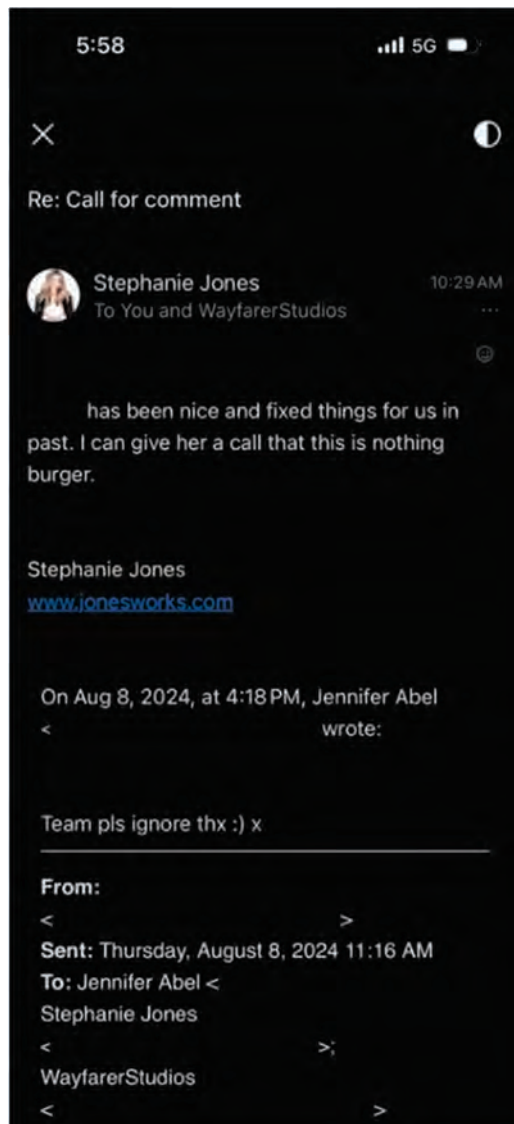 5:58
5G
Re: Call for comment
Stephanie Jones
10:29 AM
To You and WayfarerStudios
...
has been nice and fixed things for us in
past. I can give her a call that this is nothing
burger.
Stephanie Jones
www.jonesworks.com
On Aug 8, 2024, at 4:18 PM, Jennifer Abel
< wrote:
Team pls ignore thx :) x
From:
< >
Sent: Thursday, August 8, 2024 11:16 AM
To: Jennifer Abel <
Stephanie Jones
< >;
WayfarerStudios
< >